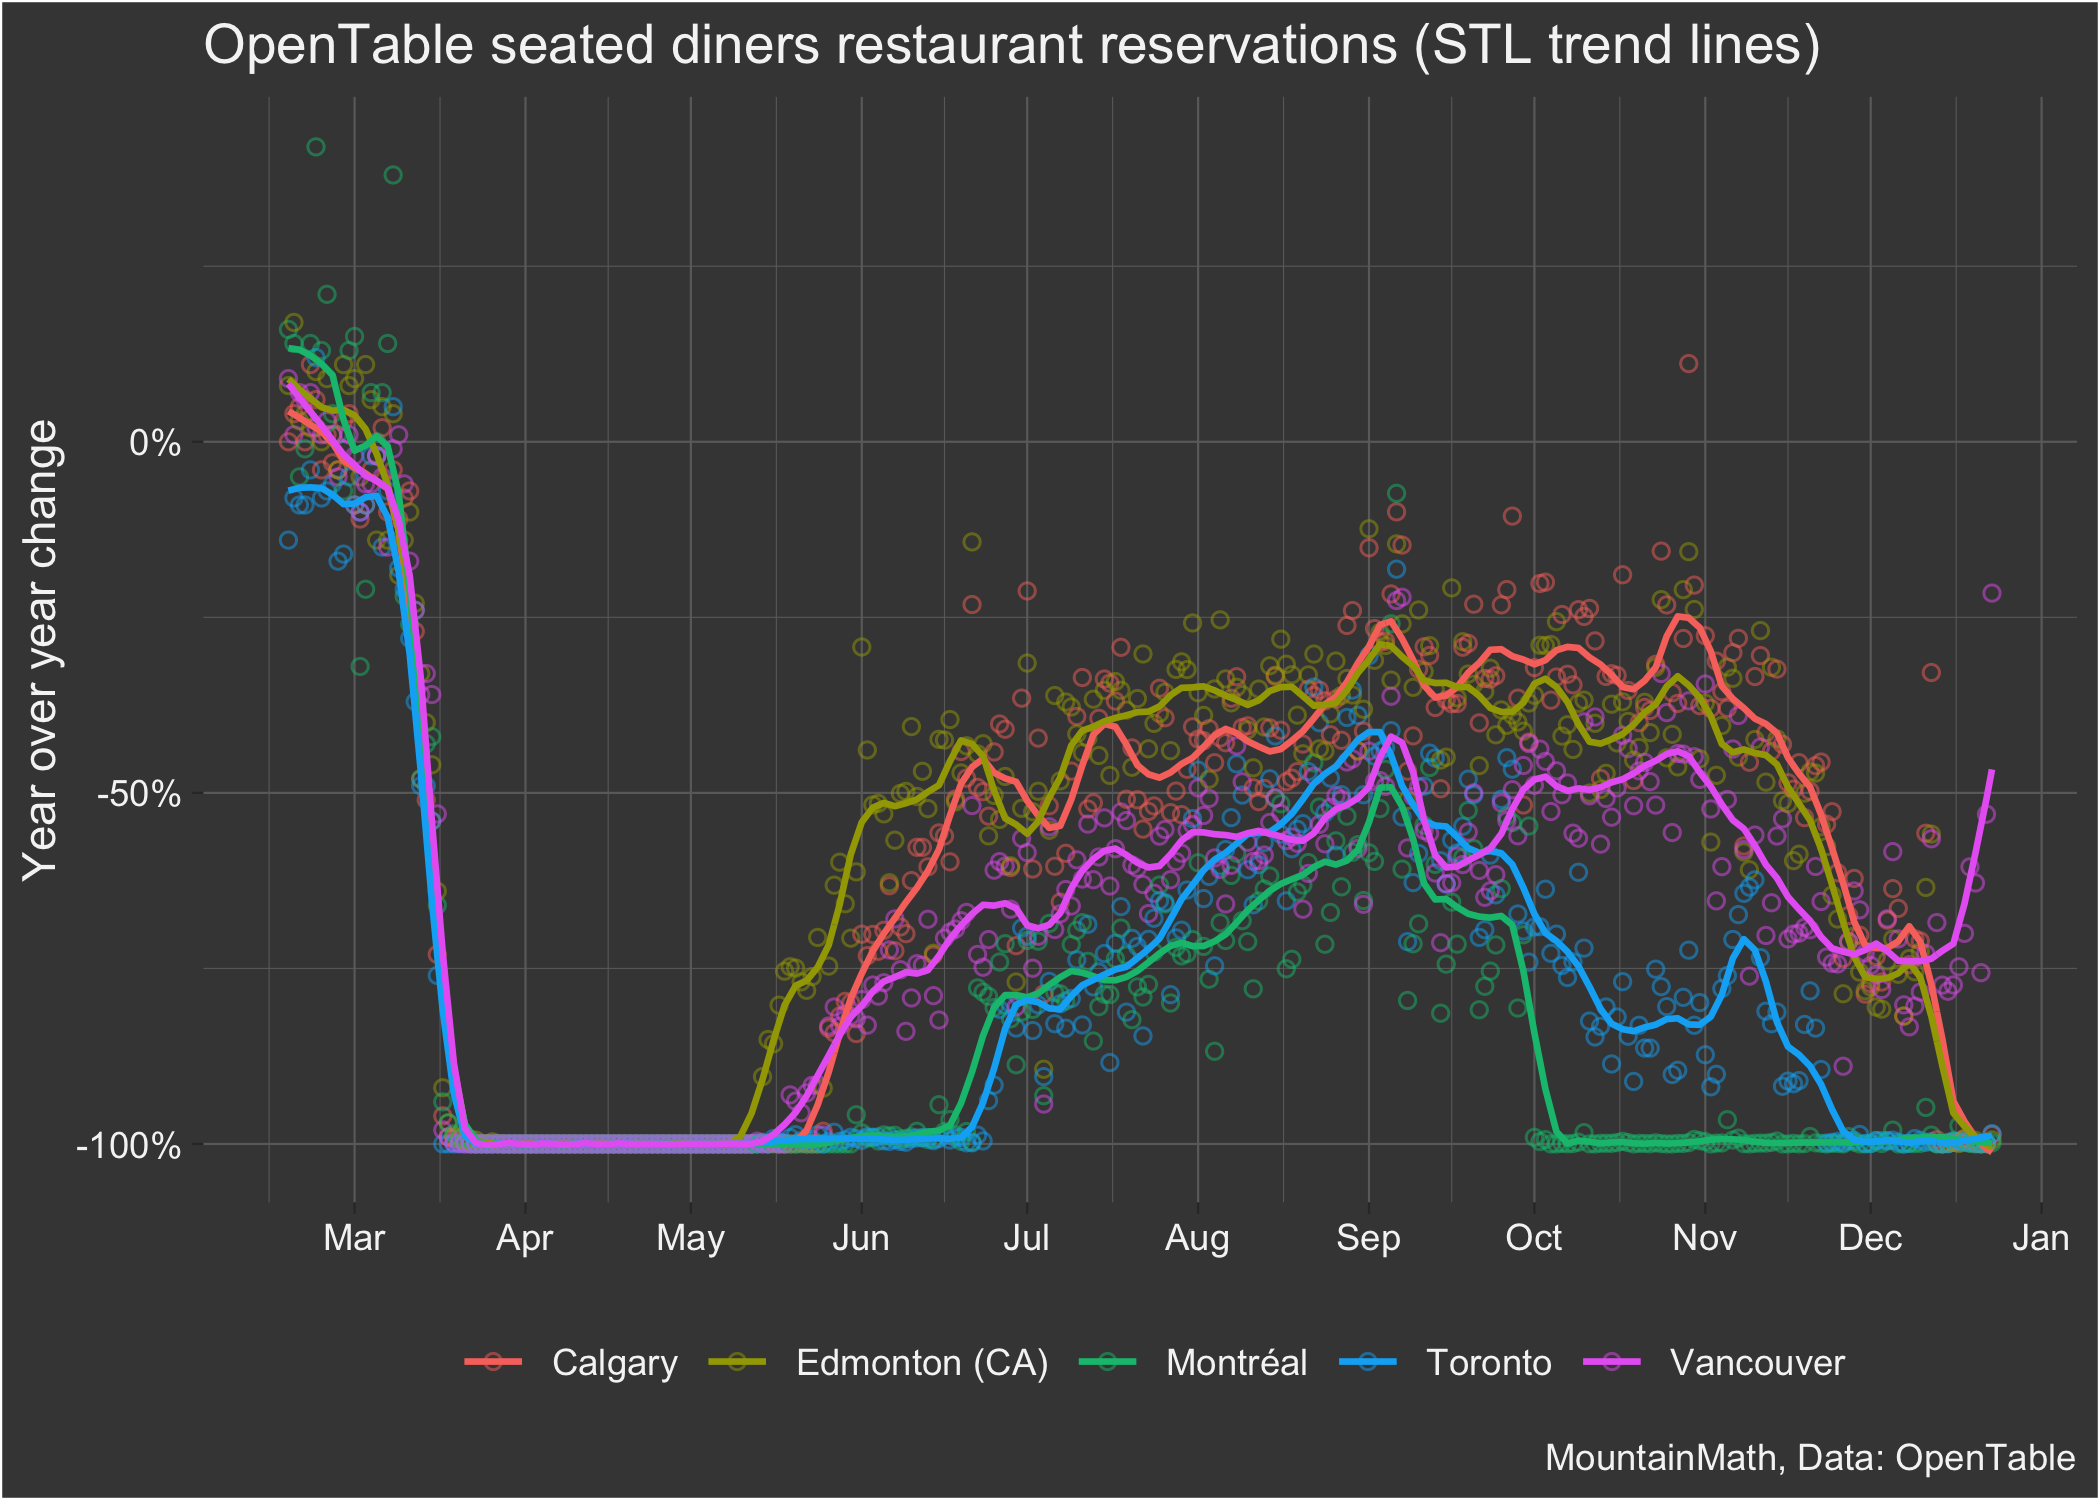 OpenTable seated diners restaurant reservations (STL trend lines)
Year over year change
0%
-50%
-100%
Mar Apr May Jun Jul Aug Sep Oct Nov Dec Jan
Calgary Edmonton (CA) Montréal Toronto Vancouver
MountainMath, Data: OpenTable